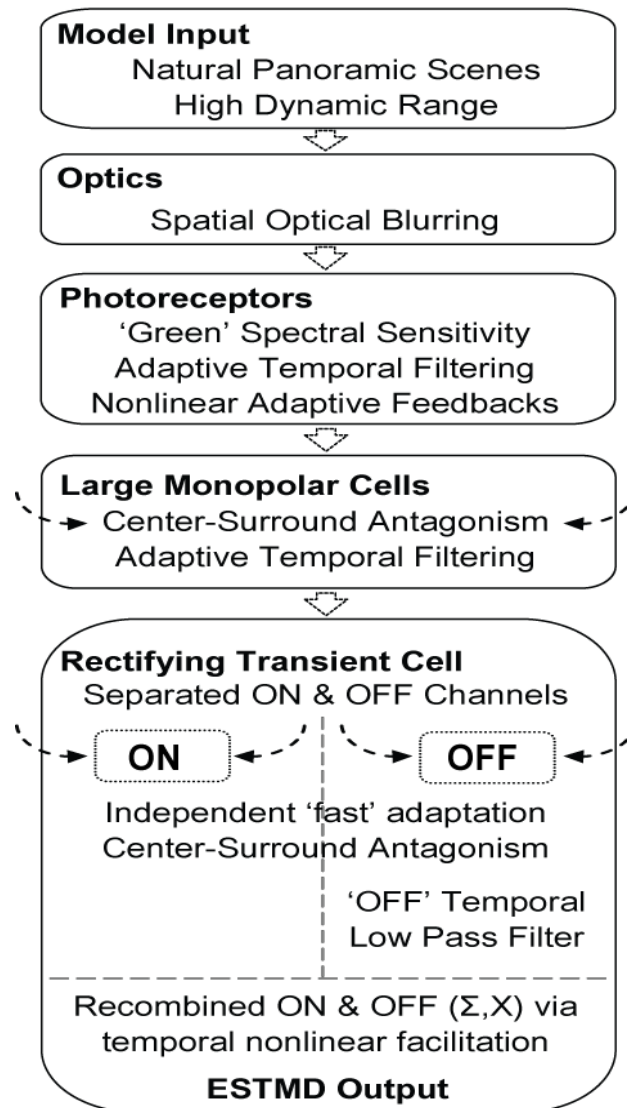 Model Input
Natural Panoramic Scenes
High Dynamic Range
Optics
Spatial Optical Blurring
Photoreceptors
‘Green’ Spectral Sensitivity
Adaptive Temporal Filtering
Nonlinear Adaptive Feedbacks
Large Monopolar Cells
Center-Surround Antagonism
Adaptive Temporal Filtering
Rectifying Transient Cell
Separated ON & OFF Channels
ON
OFF
Independent ‘fast’ adaptation
Center-Surround Antagonism
‘OFF’ Temporal
Low Pass Filter
Recombined ON & OFF (Σ,X) via
temporal nonlinear facilitation
ESTMD Output